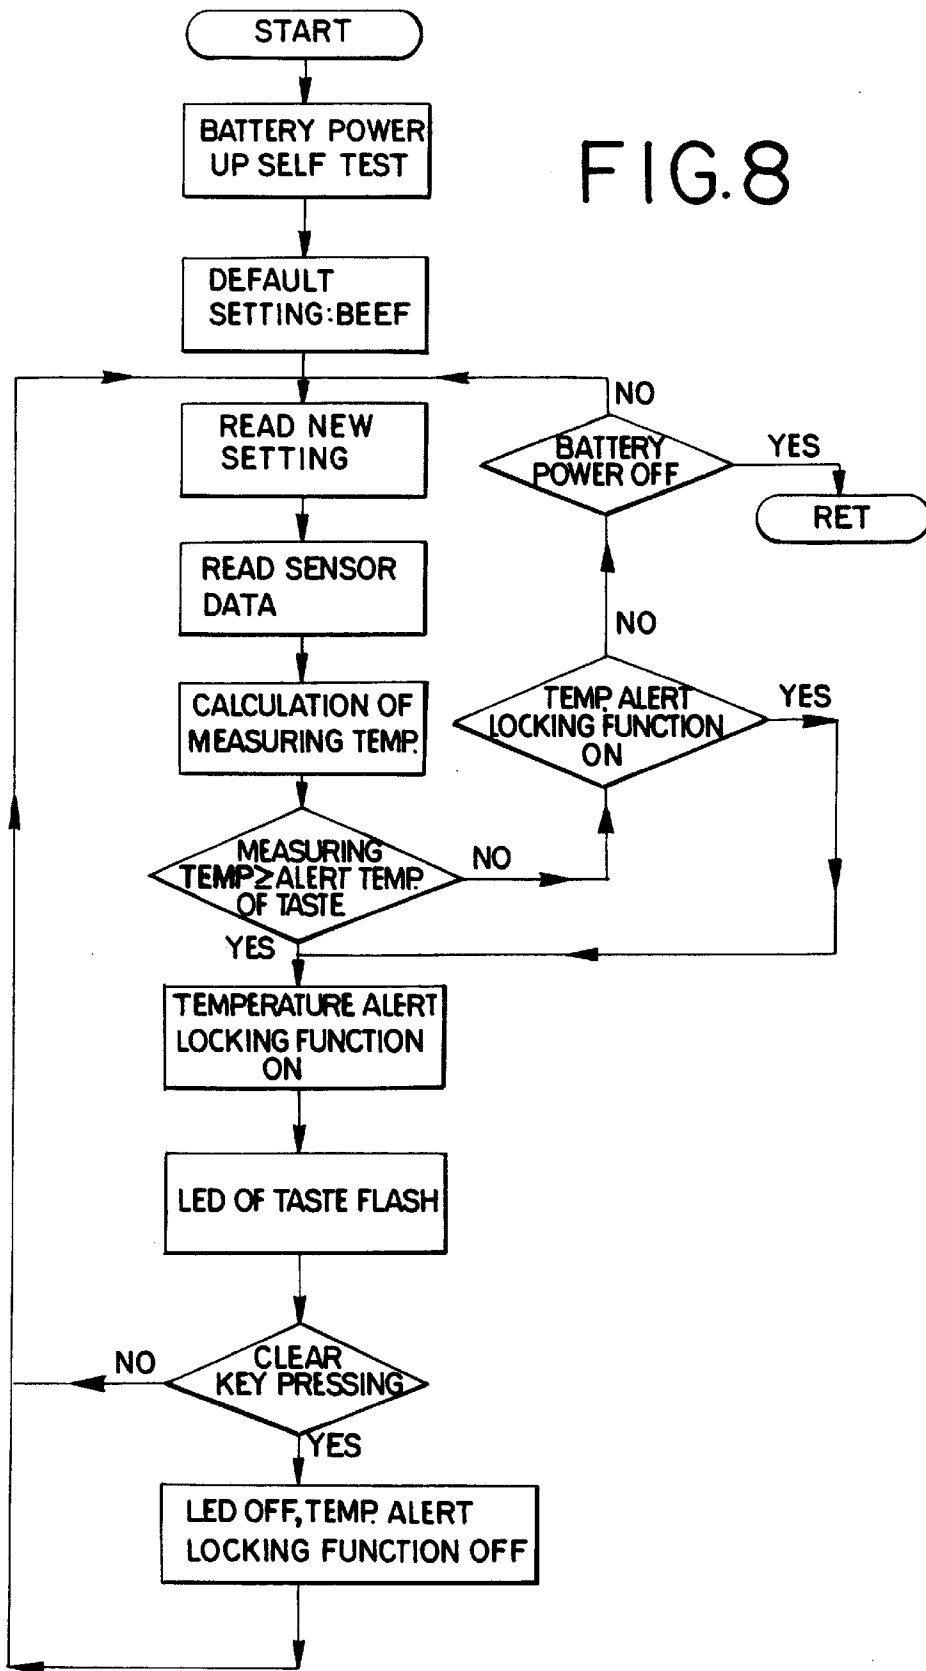 START
BATTERY POWER
UP SELF TEST
FIG.8
DEFAULT
SETTING:BEEF
NO
READ NEW
SETTING
BATTERY
POWER OFF
YES
RET
READ SENSOR
DATA
NO
CALCULATION OF
MEASURING TEMP.
TEMP. ALERT
LOCKING FUNCTION
ON
YES
MEASURING
TEMP≥ALERT TEMP.
OF TASTE
NO
YES
TEMPERATURE ALERT
LOCKING FUNCTION
ON
LED OF TASTE FLASH
CLEAR
KEY PRESSING
NO
YES
LED OFF,TEMP. ALERT
LOCKING FUNCTION OFF